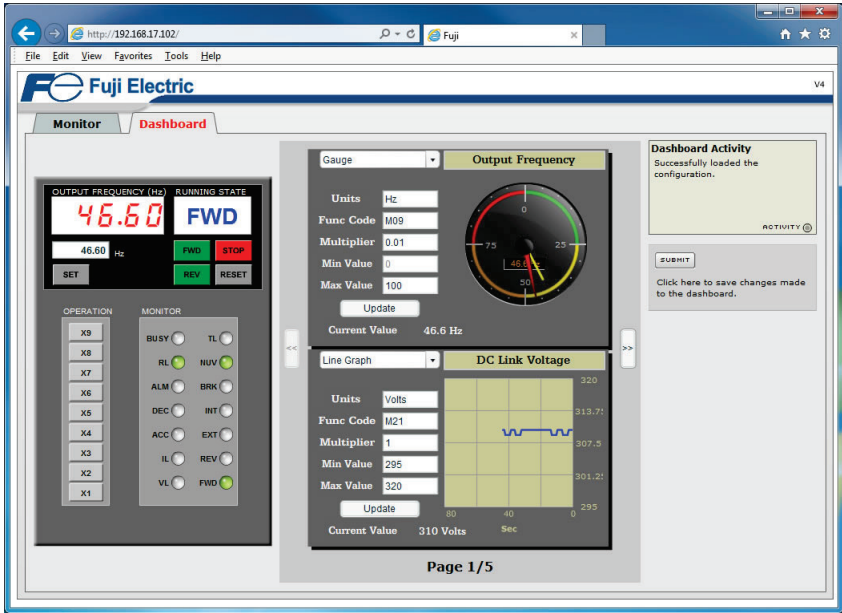 http://192.168.17.102/
Fuji
File Edit View Favorites Tools Help
Fuji Electric
V4
Monitor
Dashboard
OUTPUT FREQUENCY (Hz) RUNNING STATE
46.60 FWD
46.60 Hz
FWD STOP
SET REV RESET
OPERATION MONITOR
X9
X8
X7
X6
X5
X4
X3
X2
X1
BUSY TL
RL NUV
ALM BRK
DEC INT
ACC EXT
IL REV
VL FWD
<<
Gauge Output Frequency
Units Hz
Func Code M09
Multiplier 0.01
Min Value 0
Max Value 100
Update
Current Value 46.6 Hz
0
75 25
50
Line Graph DC Link Voltage
Units Volts
Func Code M21
Multiplier 1
Min Value 295
Max Value 320
Update
Current Value 310 Volts
320
307.5
295
80 40 0
Sec
Page 1/5
>>
Dashboard Activity
Successfully loaded the
configuration.
ACTIVITY
SUBMIT
Click here to save changes made
to the dashboard.